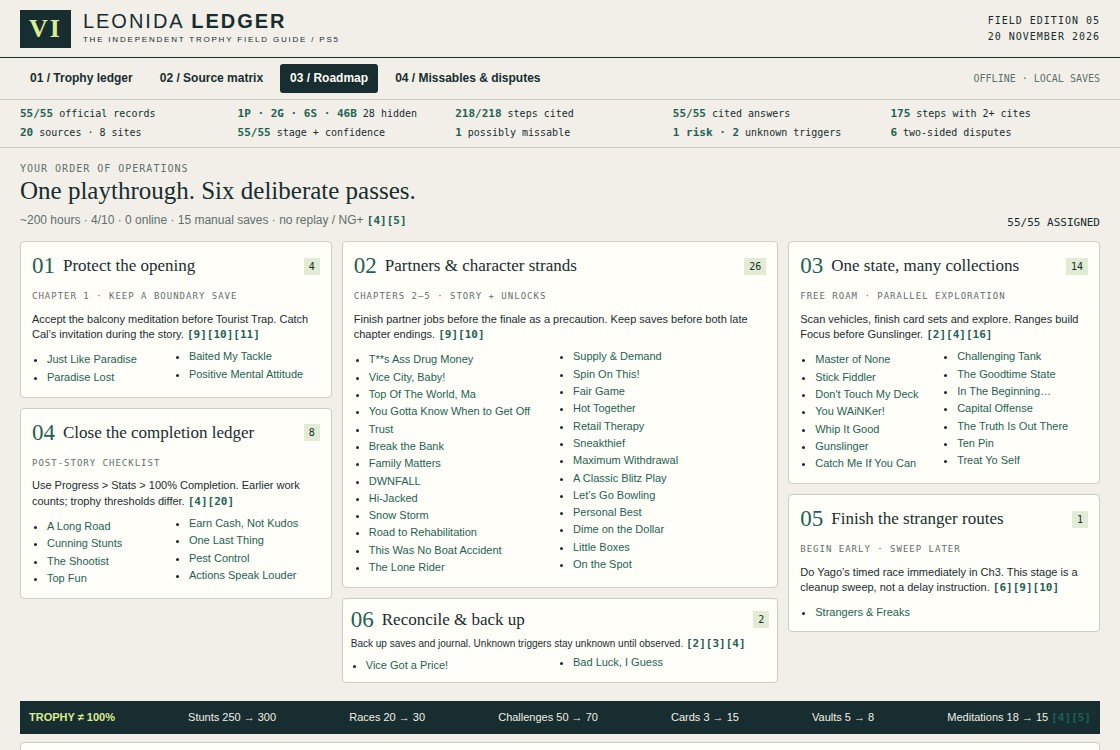 VI
LEONIDA LEDGER
THE INDEPENDENT TROPHY FIELD GUIDE / PS5
FIELD EDITION 05
20 NOVEMBER 2026
01 / Trophy ledger
02 / Source matrix
03 / Roadmap
04 / Missables & disputes
OFFLINE · LOCAL SAVES
55/55 official records
1P · 2G · 6S · 46B 28 hidden
218/218 steps cited
55/55 cited answers
175 steps with 2+ cites
20 sources · 8 sites
55/55 stage + confidence
1 possibly missable
1 risk · 2 unknown triggers
6 two-sided disputes
YOUR ORDER OF OPERATIONS
One playthrough. Six deliberate passes.
~200 hours · 4/10 · 0 online · 15 manual saves · no replay / NG+ [4][5]
55/55 ASSIGNED
01 Protect the opening
4
CHAPTER 1 · KEEP A BOUNDARY SAVE
Accept the balcony meditation before Tourist Trap. Catch
Cal's invitation during the story. [9][10][11]
Just Like Paradise
Paradise Lost
Baited My Tackle
Positive Mental Attitude
02 Partners & character strands
26
CHAPTERS 2–5 · STORY + UNLOCKS
Finish partner jobs before the finale as a precaution. Keep saves before both late
chapter endings. [9][10]
T**s Ass Drug Money
Vice City, Baby!
Top Of The World, Ma
You Gotta Know When to Get Off
Trust
Break the Bank
Family Matters
DWNFALL
Hi-Jacked
Snow Storm
Road to Rehabilitation
This Was No Boat Accident
The Lone Rider
Supply & Demand
Spin On This!
Fair Game
Hot Together
Retail Therapy
Sneakthief
Maximum Withdrawal
A Classic Blitz Play
Let's Go Bowling
Personal Best
Dime on the Dollar
Little Boxes
On the Spot
03 One state, many collections
14
FREE ROAM · PARALLEL EXPLORATION
Scan vehicles, finish card sets and explore. Ranges build
Focus before Gunslinger. [2][4][16]
Master of None
Stick Fiddler
Don't Touch My Deck
You WAiNKer!
Whip It Good
Gunslinger
Catch Me If You Can
Challenging Tank
The Goodtime State
In The Beginning…
Capital Offense
The Truth Is Out There
Ten Pin
Treat Yo Self
04 Close the completion ledger
8
POST-STORY CHECKLIST
Use Progress > Stats > 100% Completion. Earlier work
counts; trophy thresholds differ. [4][20]
A Long Road
Cunning Stunts
The Shootist
Top Fun
Earn Cash, Not Kudos
One Last Thing
Pest Control
Actions Speak Louder
05 Finish the stranger routes
1
BEGIN EARLY · SWEEP LATER
Do Yago's timed race immediately in Ch3. This stage is a
cleanup sweep, not a delay instruction. [6][9][10]
Strangers & Freaks
06 Reconcile & back up
2
Back up saves and journal. Unknown triggers stay unknown until observed. [2][3][4]
Vice Got a Price!
Bad Luck, I Guess
TROPHY ≠ 100%
Stunts 250 → 300
Races 20 → 30
Challenges 50 → 70
Cards 3 → 15
Vaults 5 → 8
Meditations 18 → 15 [4][5]